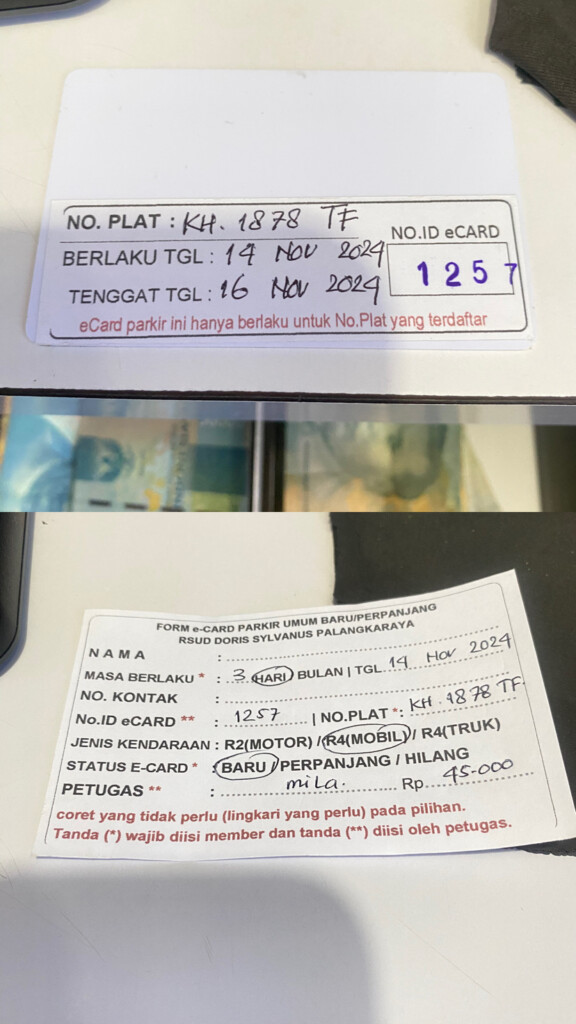 NO. PLAT : KH. 1878 TF
NO.ID eCARD
BERLAKU TGL : 14 NOV 2024
1257
TENGGAT TGL : 16 NOV 2024
eCard parkir ini hanya berlaku untuk No.Plat yang terdaftar
FORM e-CARD PARKIR UMUM BARU/PERPANJANG
RSUD DORIS SYLVANUS PALANGKARAYA
NAMA :
MASA BERLAKU * : 3 HARI BULAN | TGL 14 Nov 2024
NO. KONTAK :
No.ID eCARD ** : 1257 | NO.PLAT *: KH. 1878 TF
JENIS KENDARAAN : R2(MOTOR) / R4(MOBIL) / R4(TRUK)
STATUS E-CARD * : BARU / PERPANJANG / HILANG
PETUGAS ** : mila. Rp. 45.000
coret yang tidak perlu (lingkari yang perlu) pada pilihan.
Tanda (*) wajib diisi member dan tanda (**) diisi oleh petugas.